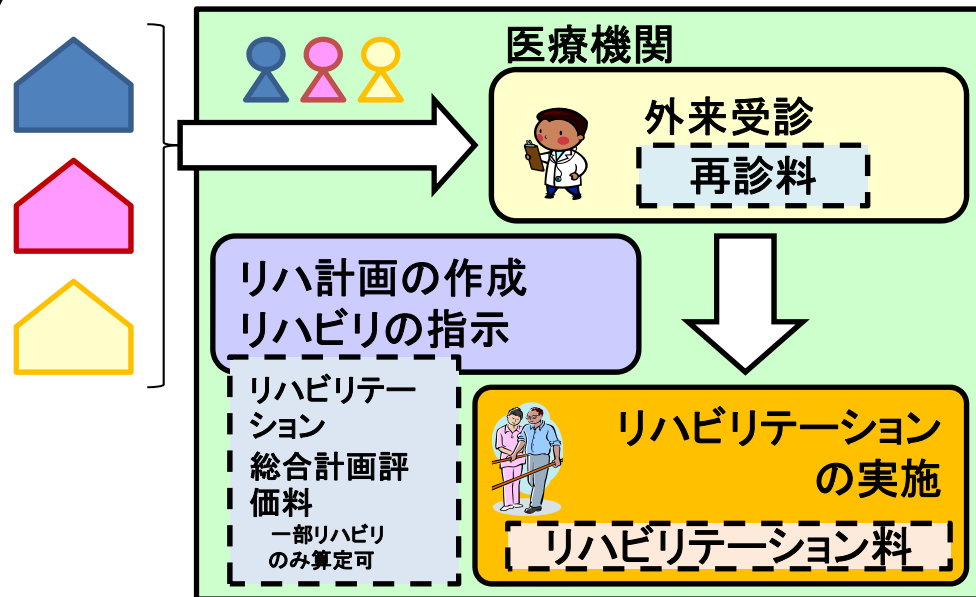 医療機関
外来受診
再診料
リハ計画の作成
リハビリの指示
リハビリテー
ション
総合計画評
価料
一部リハビリ
のみ算定可
リハビリテーション
の実施
リハビリテーション料